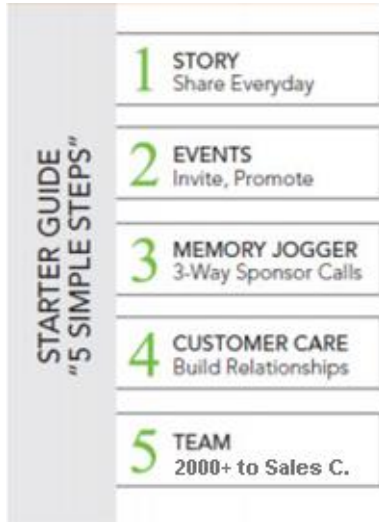 STARTER GUIDE
"5 SIMPLE STEPS"
1 STORY
Share Everyday
2 EVENTS
Invite, Promote
3 MEMORY JOGGER
3-Way Sponsor Calls
4 CUSTOMER CARE
Build Relationships
5 TEAM
2000+ to Sales C.